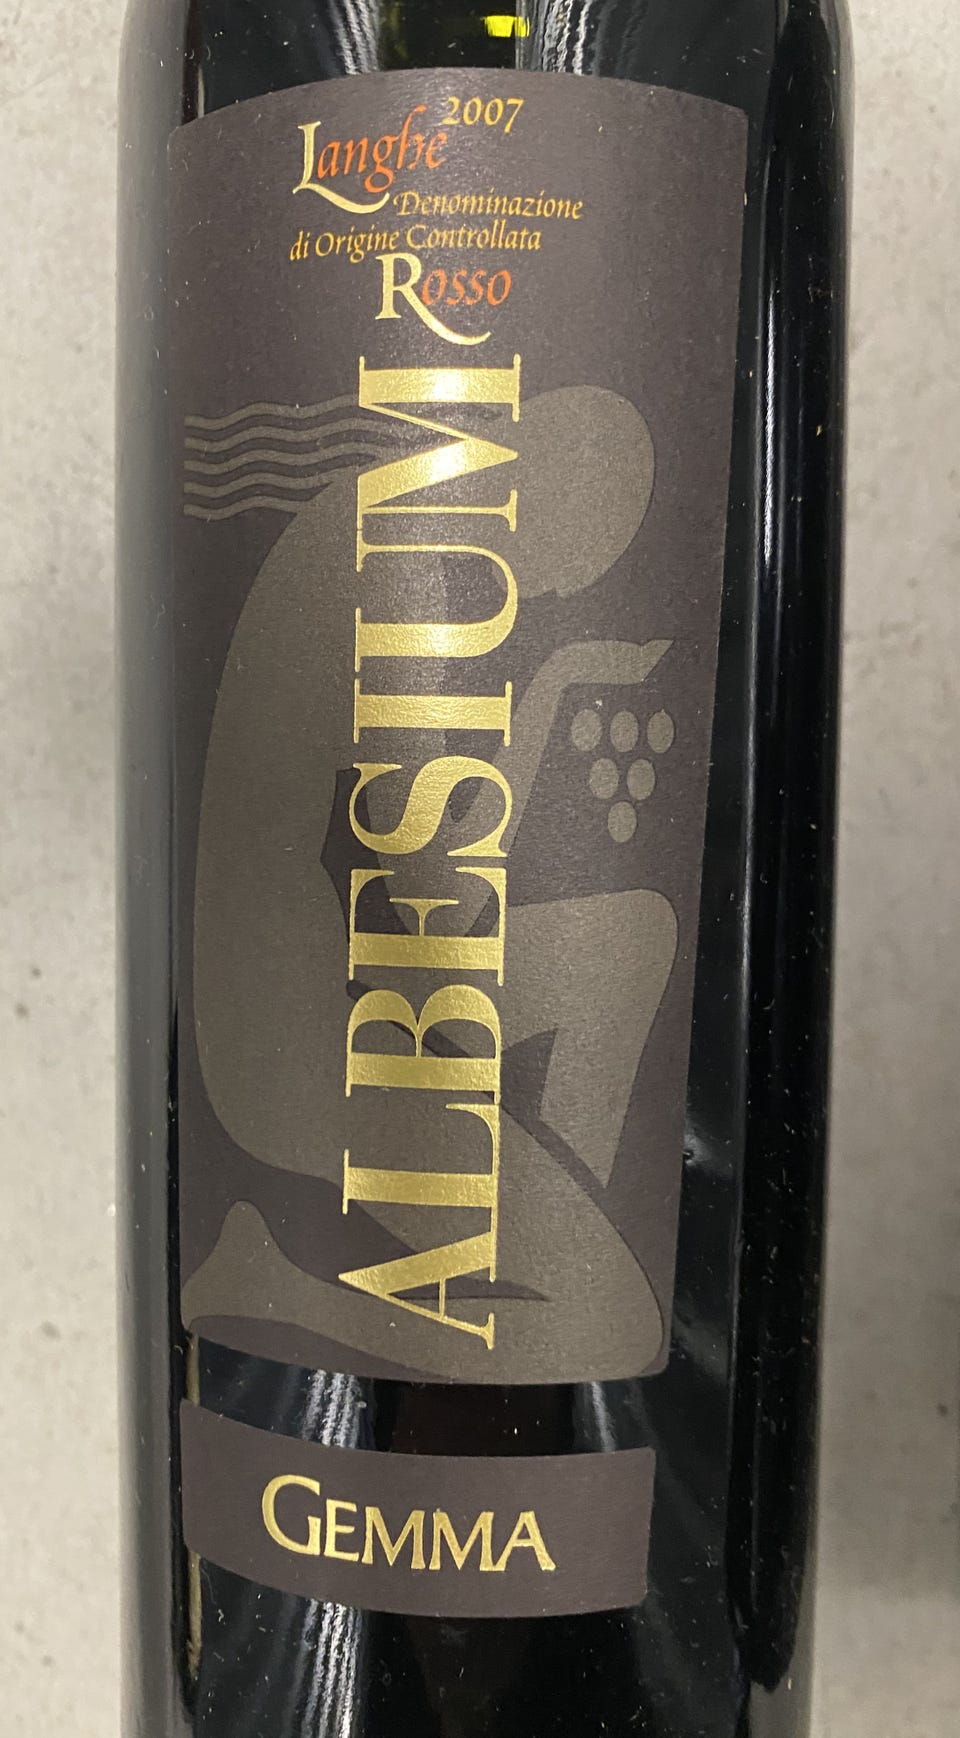 2007
Langhe
Denominazione
di Origine Controllata
Rosso
ALBESIUM
GEMMA